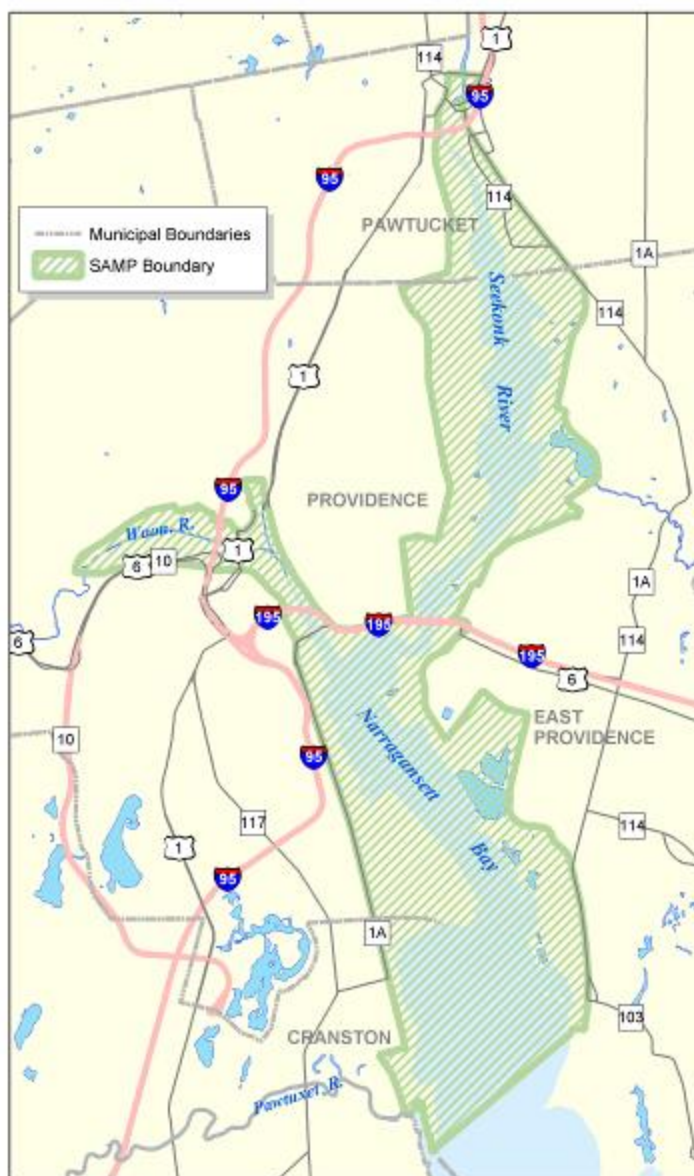 1
114
95
95
114
Municipal Boundaries
SAMP Boundary
PAWTUCKET
1A
Seekonk
River
114
1
95
PROVIDENCE
Woon. R.
1
6
10
1A
195
195
114
6
195
6
EAST
PROVIDENCE
10
Narragansett
Bay
95
117
114
1
95
1A
103
CRANSTON
Pawtuxet R.